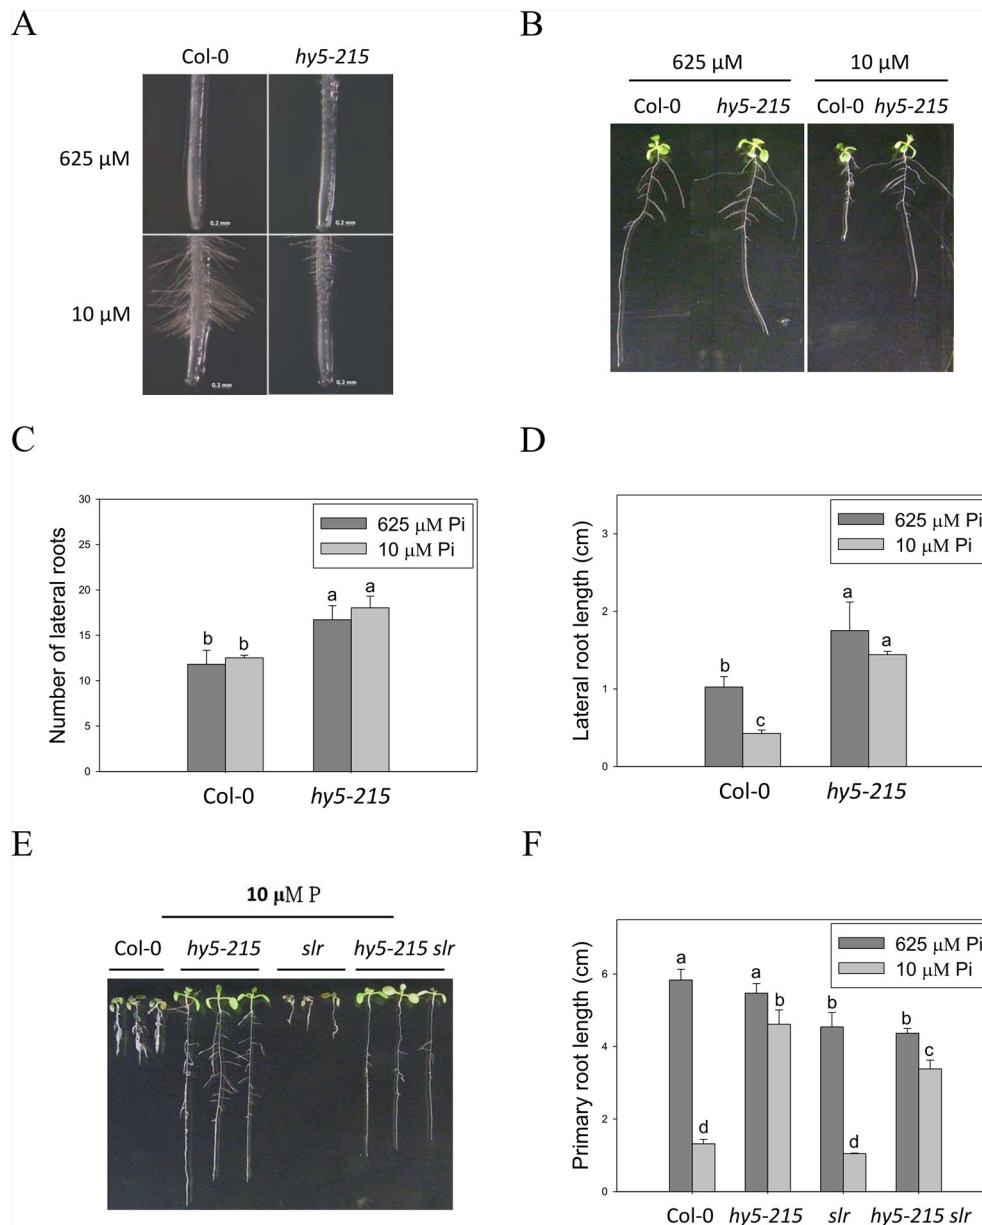 A
Col-0 hy5-215
625 µM
0.2 mm 0.2 mm
10 µM
0.2 mm 0.2 mm
B
625 µM 10 µM
Col-0 hy5-215 Col-0 hy5-215
C
30
25
20
15
10
5
0
Number of lateral roots
625 µM Pi
10 µM Pi
b b a a
Col-0 hy5-215
D
3
2
1
0
Lateral root length (cm)
625 µM Pi
10 µM Pi
b c a a
Col-0 hy5-215
E
10 µM P
Col-0 hy5-215 slr hy5-215 slr
F
6
4
2
0
Primary root length (cm)
625 µM Pi
10 µM Pi
a d a b b d b c
Col-0 hy5-215 slr hy5-215 slr